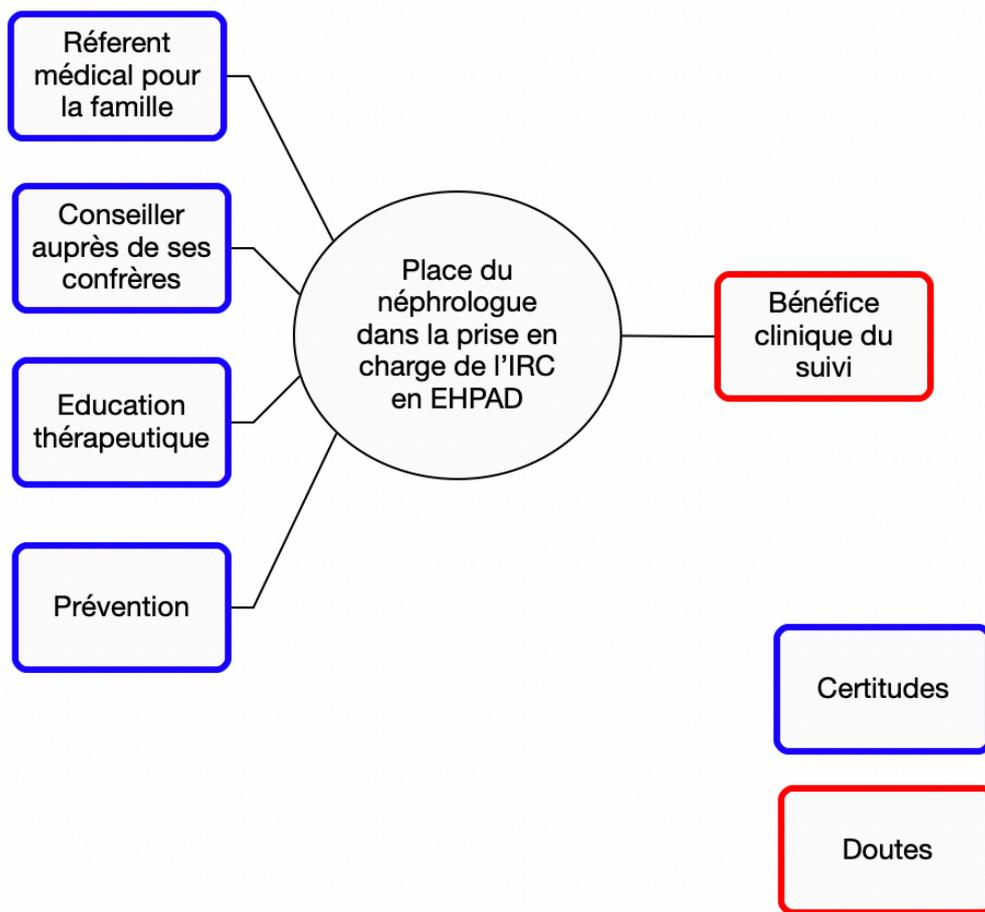 Réferent
médical pour
la famille
Conseiller
auprès de ses
confrères
Education
thérapeutique
Prévention
Place du
néphrologue
dans la prise en
charge de l’IRC
en EHPAD
Bénéfice
clinique du
suivi
Certitudes
Doutes